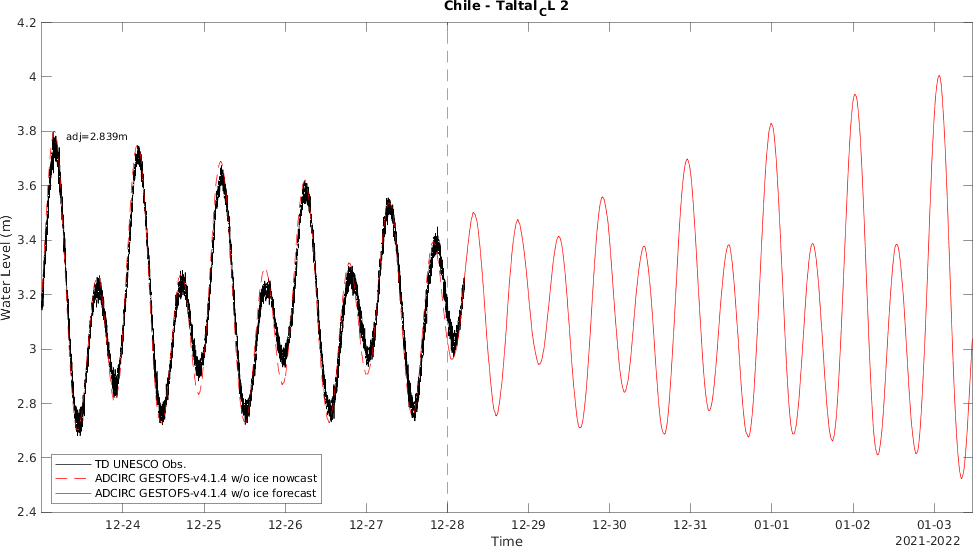 Chile - Taltal_CL 2
4.2
4
3.8
3.6
3.4
3.2
3
2.8
2.6
2.4
Water Level (m)
adj=2.839m
TD UNESCO Obs.
ADCIRC GESTOFS-v4.1.4 w/o ice nowcast
ADCIRC GESTOFS-v4.1.4 w/o ice forecast
12-24 12-25 12-26 12-27 12-28 12-29 12-30 12-31 01-01 01-02 01-03
Time
2021-2022